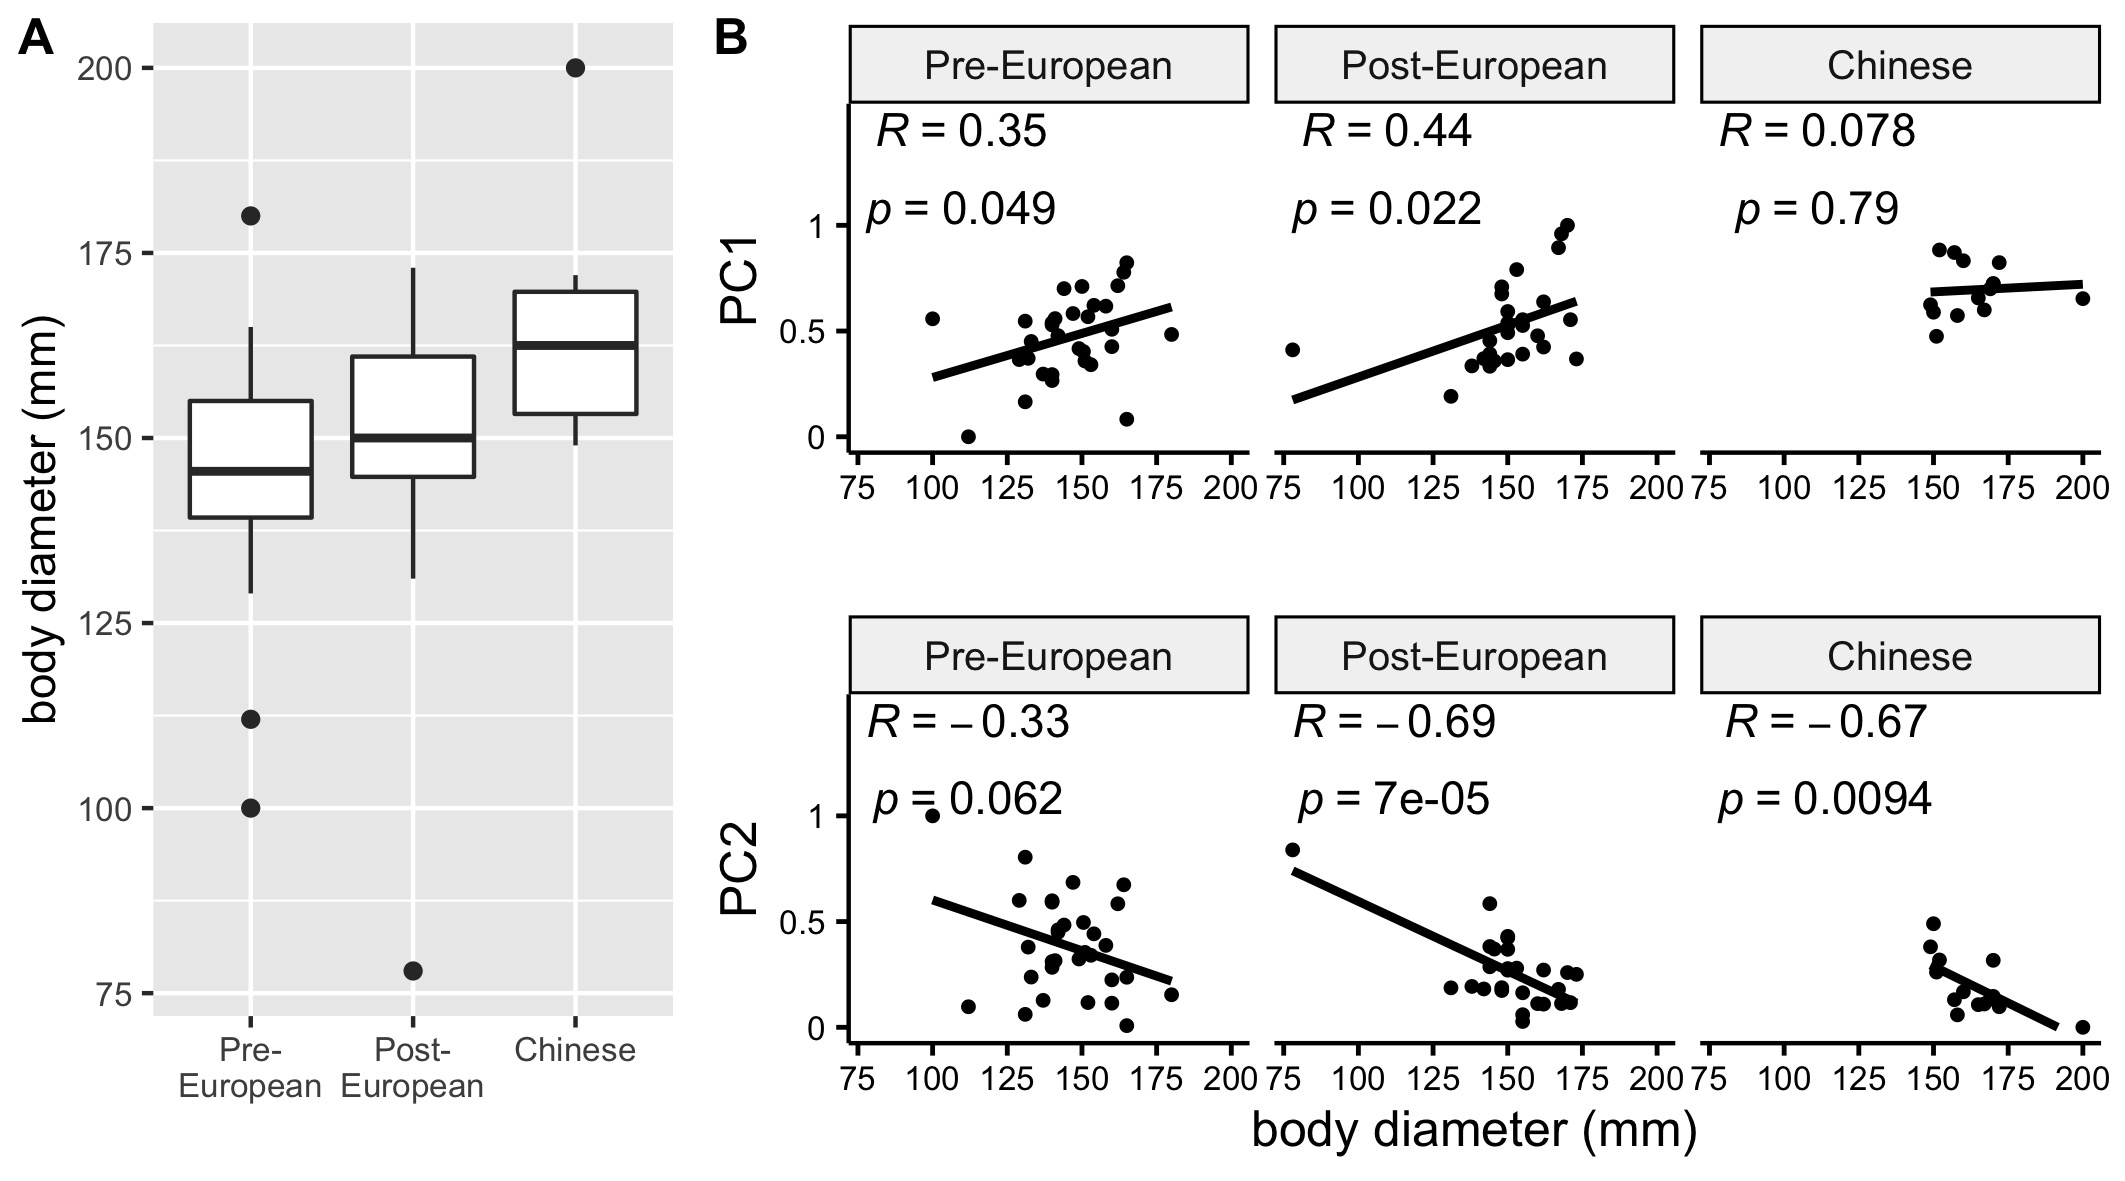 A
body diameter (mm)
200
175
150
125
100
75
Pre-
European
Post-
European
Chinese
B
Pre-European
Post-European
Chinese
PC1
R = 0.35
p = 0.049
R = 0.44
p = 0.022
R = 0.078
p = 0.79
1
0.5
0
75 100 125 150 175 200
75 100 125 150 175 200
75 100 125 150 175 200
Pre-European
Post-European
Chinese
PC2
R = – 0.33
p = 0.062
R = – 0.69
p = 7e-05
R = – 0.67
p = 0.0094
1
0.5
0
75 100 125 150 175 200
75 100 125 150 175 200
75 100 125 150 175 200
body diameter (mm)